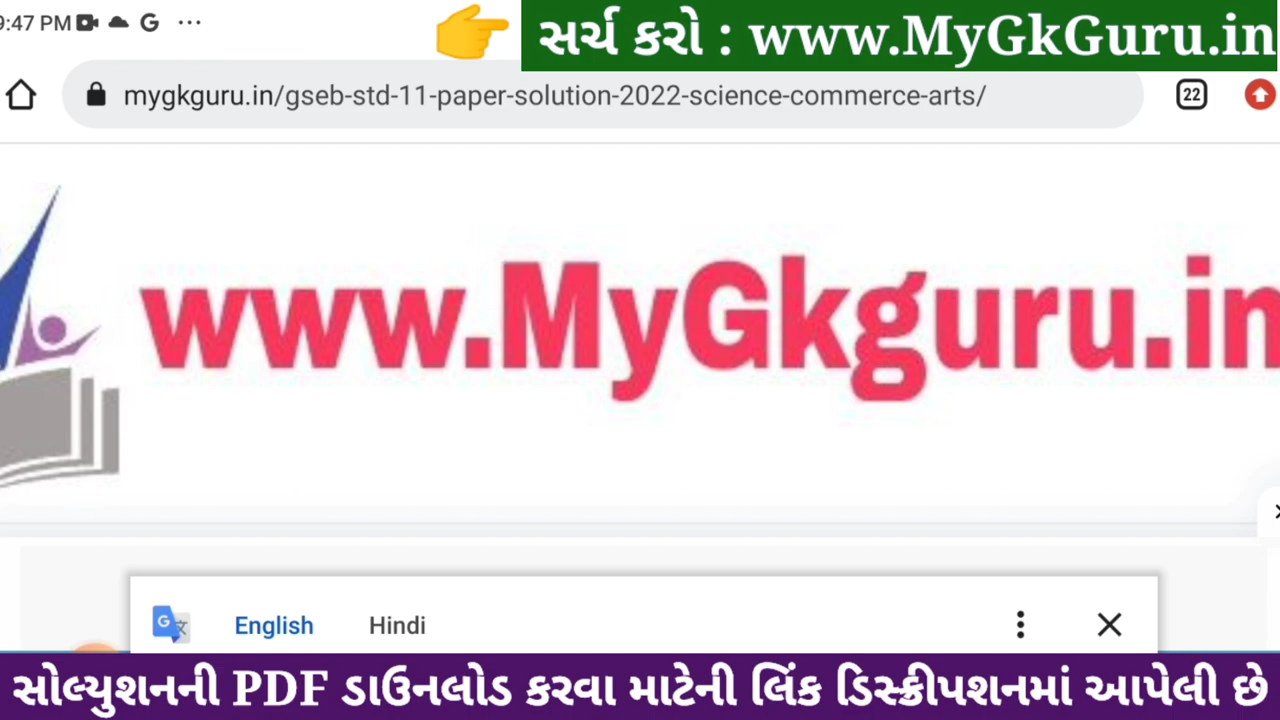 9:47 PM G ...
સર્ચ કરો : www.MyGkGuru.in
mygkguru.in/gseb-std-11-paper-solution-2022-science-commerce-arts/
22
www.MyGkguru.in
G 文 English Hindi
સોલ્યુશનની PDF ડાઉનલોડ કરવા માટેની લિંક ડિસ્ક્રીપશનમાં આપેલી છે